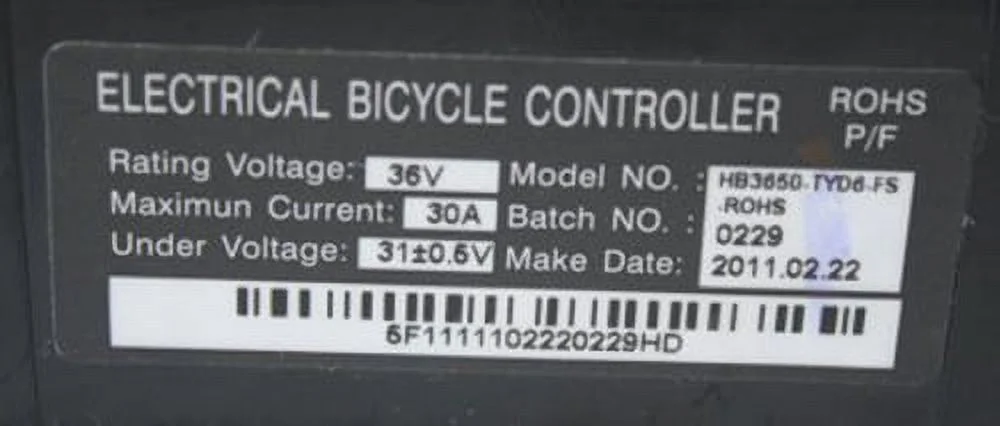 ELECTRICAL BICYCLE CONTROLLER ROHS P/F
Rating Voltage: 36V Model NO. : HB3650-TYD6-FS
-ROHS
Maximun Current: 30A Batch NO. : 0229
Under Voltage: 31±0.5V Make Date: 2011.02.22
6F1111102220229HD